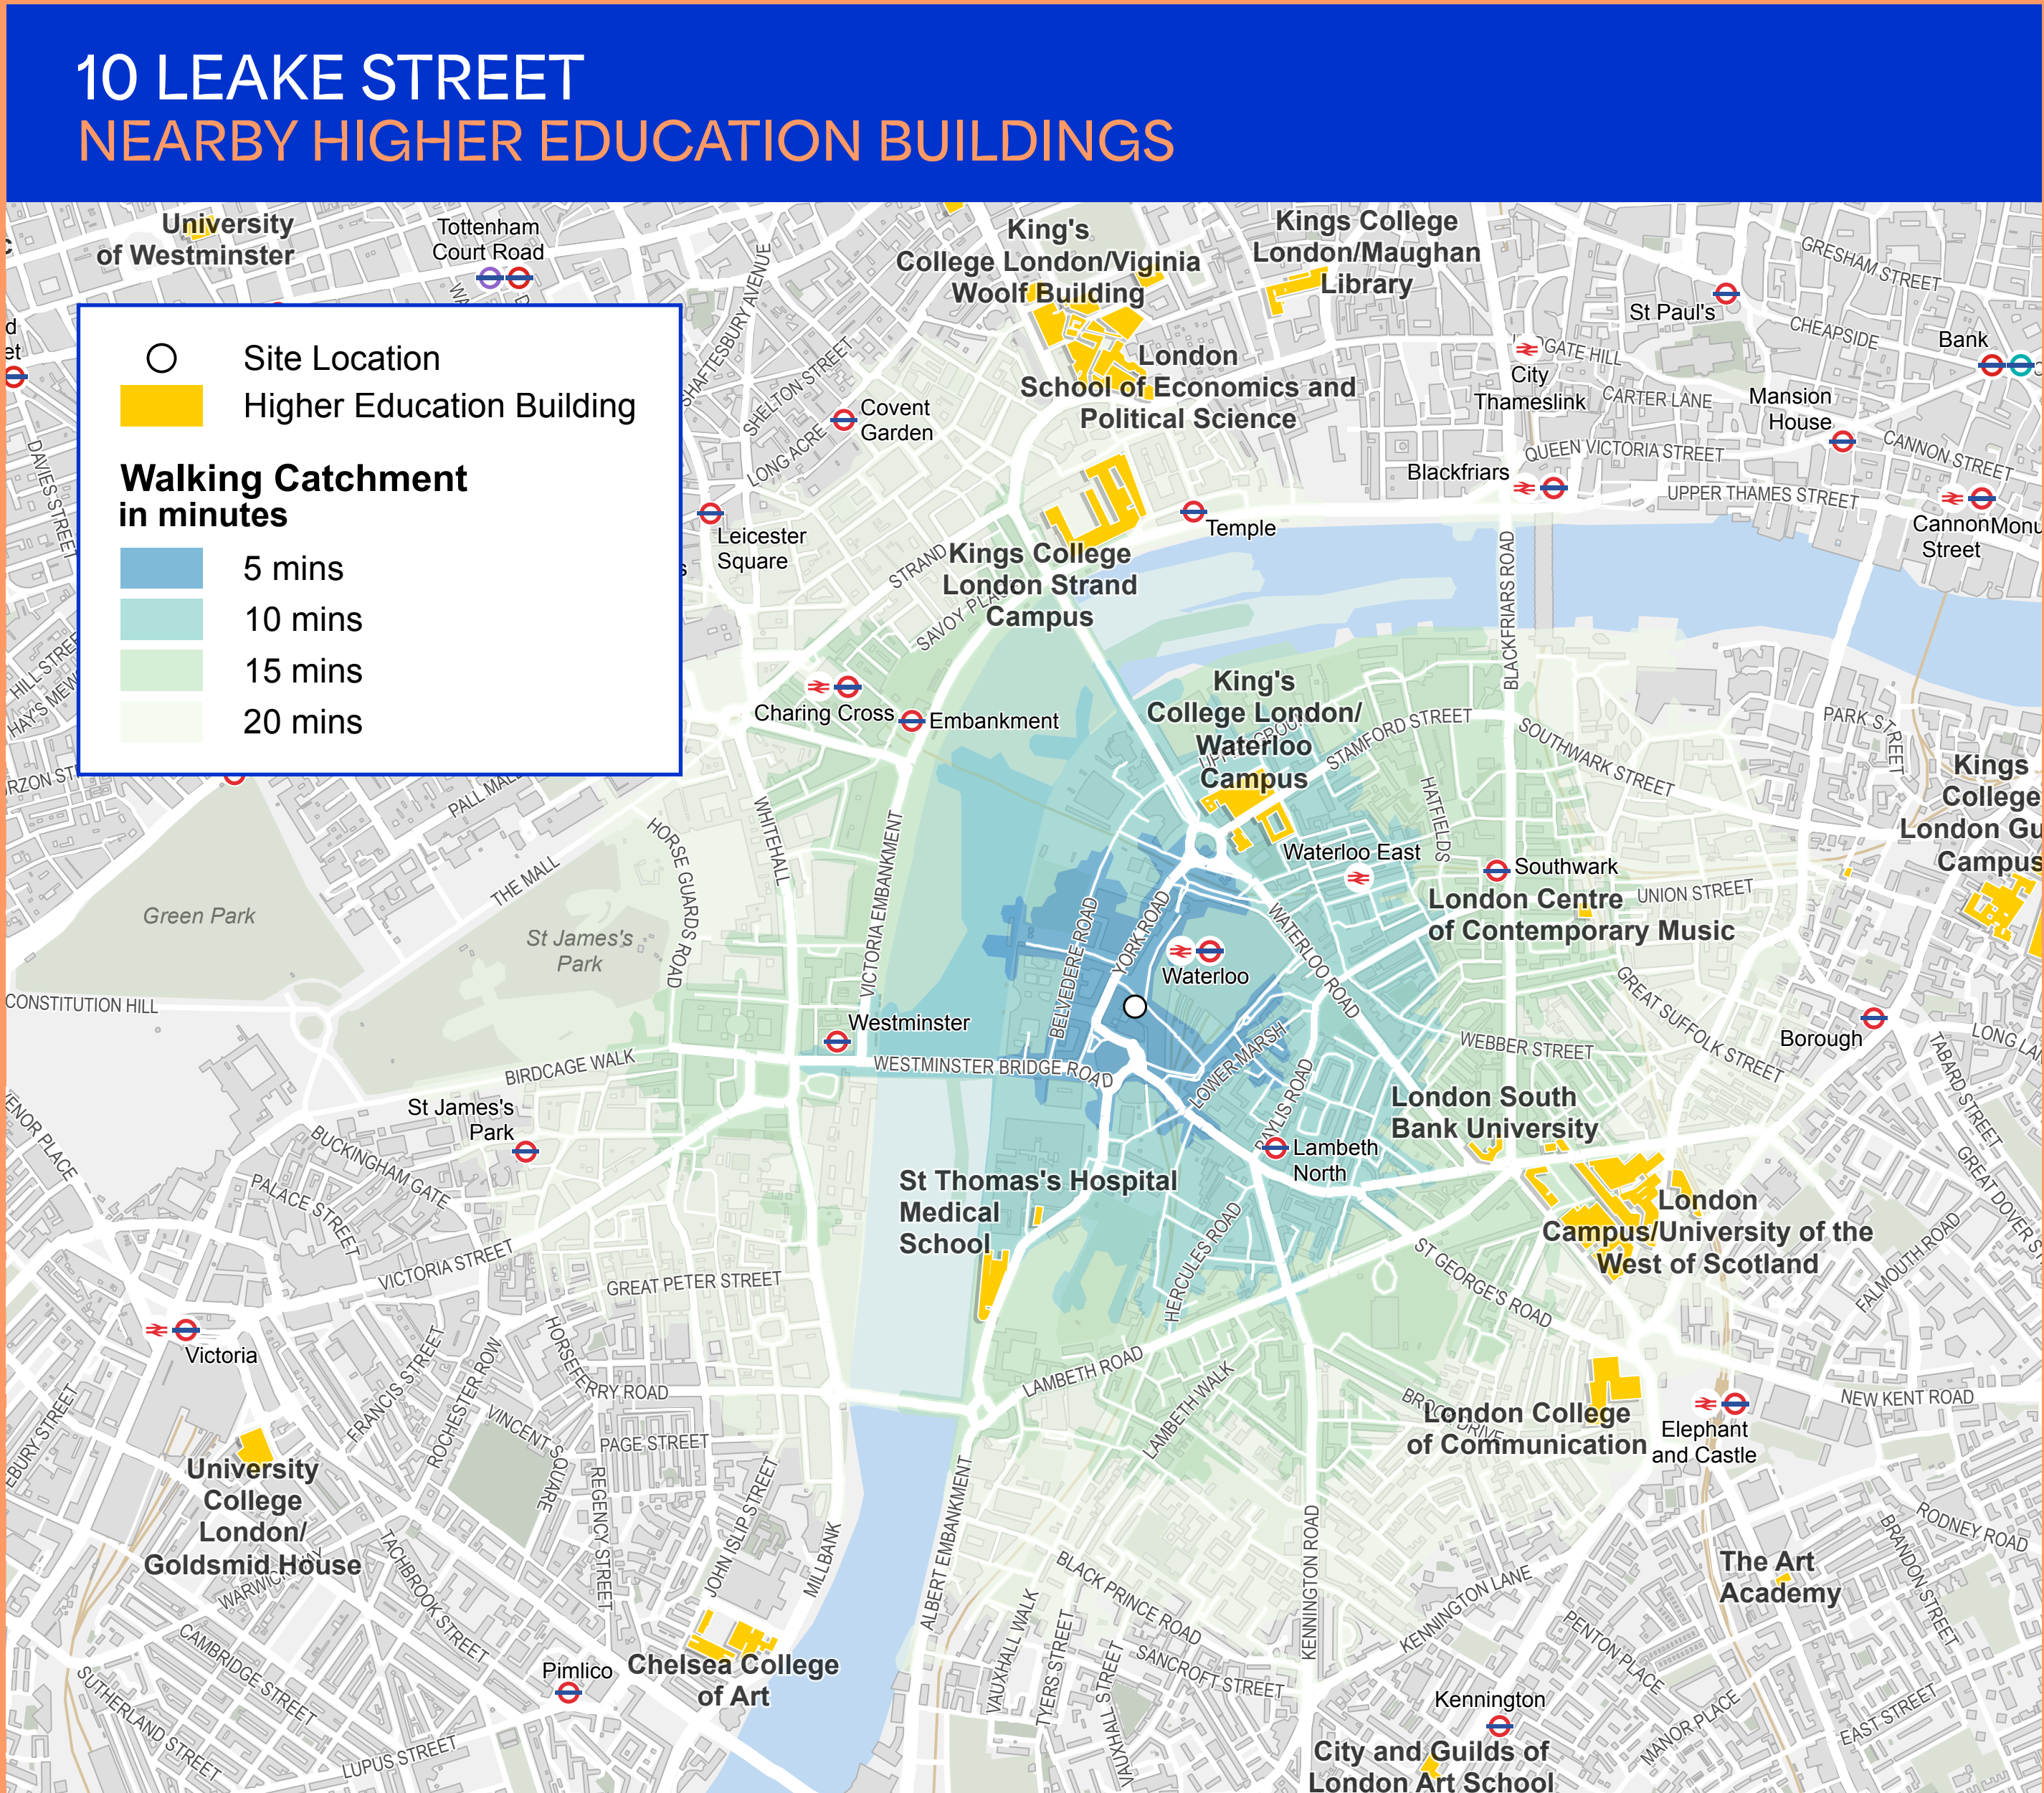 10 LEAKE STREET
NEARBY HIGHER EDUCATION BUILDINGS
University
of Westminster
Tottenham
Court Road
King's
College London/Viginia
Woolf Building
Kings College
London/Maughan
Library
St Paul's
GRESHAM STREET
CHEAPSIDE
Bank
SHAFTESBURY AVENUE
SHELTON STREET
LONG ACRE
Covent
Garden
London
School of Economics and
Political Science
City
Thameslink
CARTER LANE
Mansion
House
QUEEN VICTORIA STREET
CANNON STREET
Blackfriars
UPPER THAMES STREET
Cannon
Street
Site Location
Higher Education Building
Walking Catchment
in minutes
5 mins
10 mins
15 mins
20 mins
DAVIES STREET
Leicester
Square
Temple
STRAND
Kings College
London Strand
Campus
BLACKFRIARS ROAD
Charing Cross
Embankment
King's
College London/
Waterloo
Campus
STAMFORD STREET
SOUTHWARK STREET
PARK STREET
HATFIELDS
Kings
College
London Gu
Campus
PALL MALL
THE MALL
HORSE GUARDS ROAD
WHITEHALL
VICTORIA EMBANKMENT
Waterloo East
Southwark
UNION STREET
London Centre
of Contemporary Music
Green Park
St James's
Park
BELVEDERE ROAD
YORK ROAD
Waterloo
WATERLOO ROAD
GREAT SUFFOLK STREET
CONSTITUTION HILL
Westminster
WESTMINSTER BRIDGE ROAD
LOWER MARSH
WEBBER STREET
Borough
BIRDCAGE WALK
St James's
Park
BAYLIS ROAD
London South
Bank University
TABARD STREET
BUCKINGHAM GATE
PALACE STREET
VICTORIA STREET
GREAT PETER STREET
St Thomas's Hospital
Medical
School
Lambeth
North
HERCULES ROAD
ST GEORGE'S ROAD
London
Campus/University of the
West of Scotland
FALMOUTH ROAD
Victoria
FRANCIS STREET
ROCHESTER ROW
HORSEFERRY ROAD
LAMBETH ROAD
LAMBETH WALK
NEW KENT ROAD
London College
of Communication
Elephant
and Castle
VINCENT SQUARE
PAGE STREET
University
College
London/
Goldsmid House
REGENCY STREET
JOHN ISLIP STREET
MILLBANK
ALBERT EMBANKMENT
TACHBROOK STREET
KENNINGTON ROAD
BLACK PRINCE ROAD
KENNINGTON LANE
RODNEY ROAD
BRANDON STREET
The Art
Academy
CAMBRIDGE STREET
SUTHERLAND STREET
LUPUS STREET
Pimlico
Chelsea College
of Art
VAUXHALL WALK
TYERS STREET
VAUXHALL STREET
SANCROFT STREET
PENTON PLACE
MANOR PLACE
EAST STREET
Kennington
City and Guilds of
London Art School